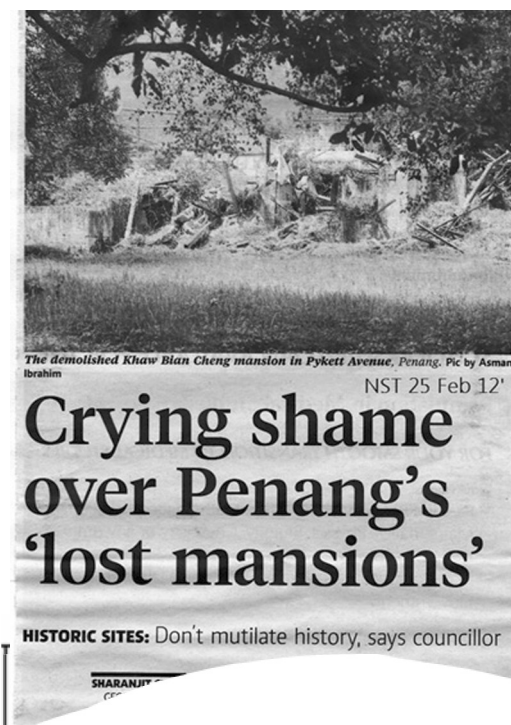 The demolished Khaw Bian Cheng mansion in Pykett Avenue, Penang. Pic by Asman
Ibrahim
NST 25 Feb 12'
Crying shame
over Penang's
'lost mansions'
HISTORIC SITES: Don't mutilate history, says councillor
SHARANJIT